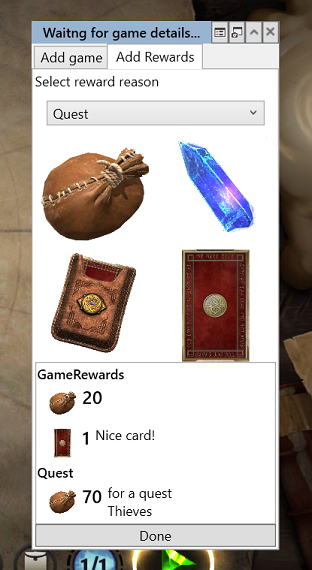 Waitng for game details...
Add game
Add Rewards
Select reward reason
Quest
GameRewards
20
1 Nice card!
Quest
70 for a quest
Thieves
Done
1/1